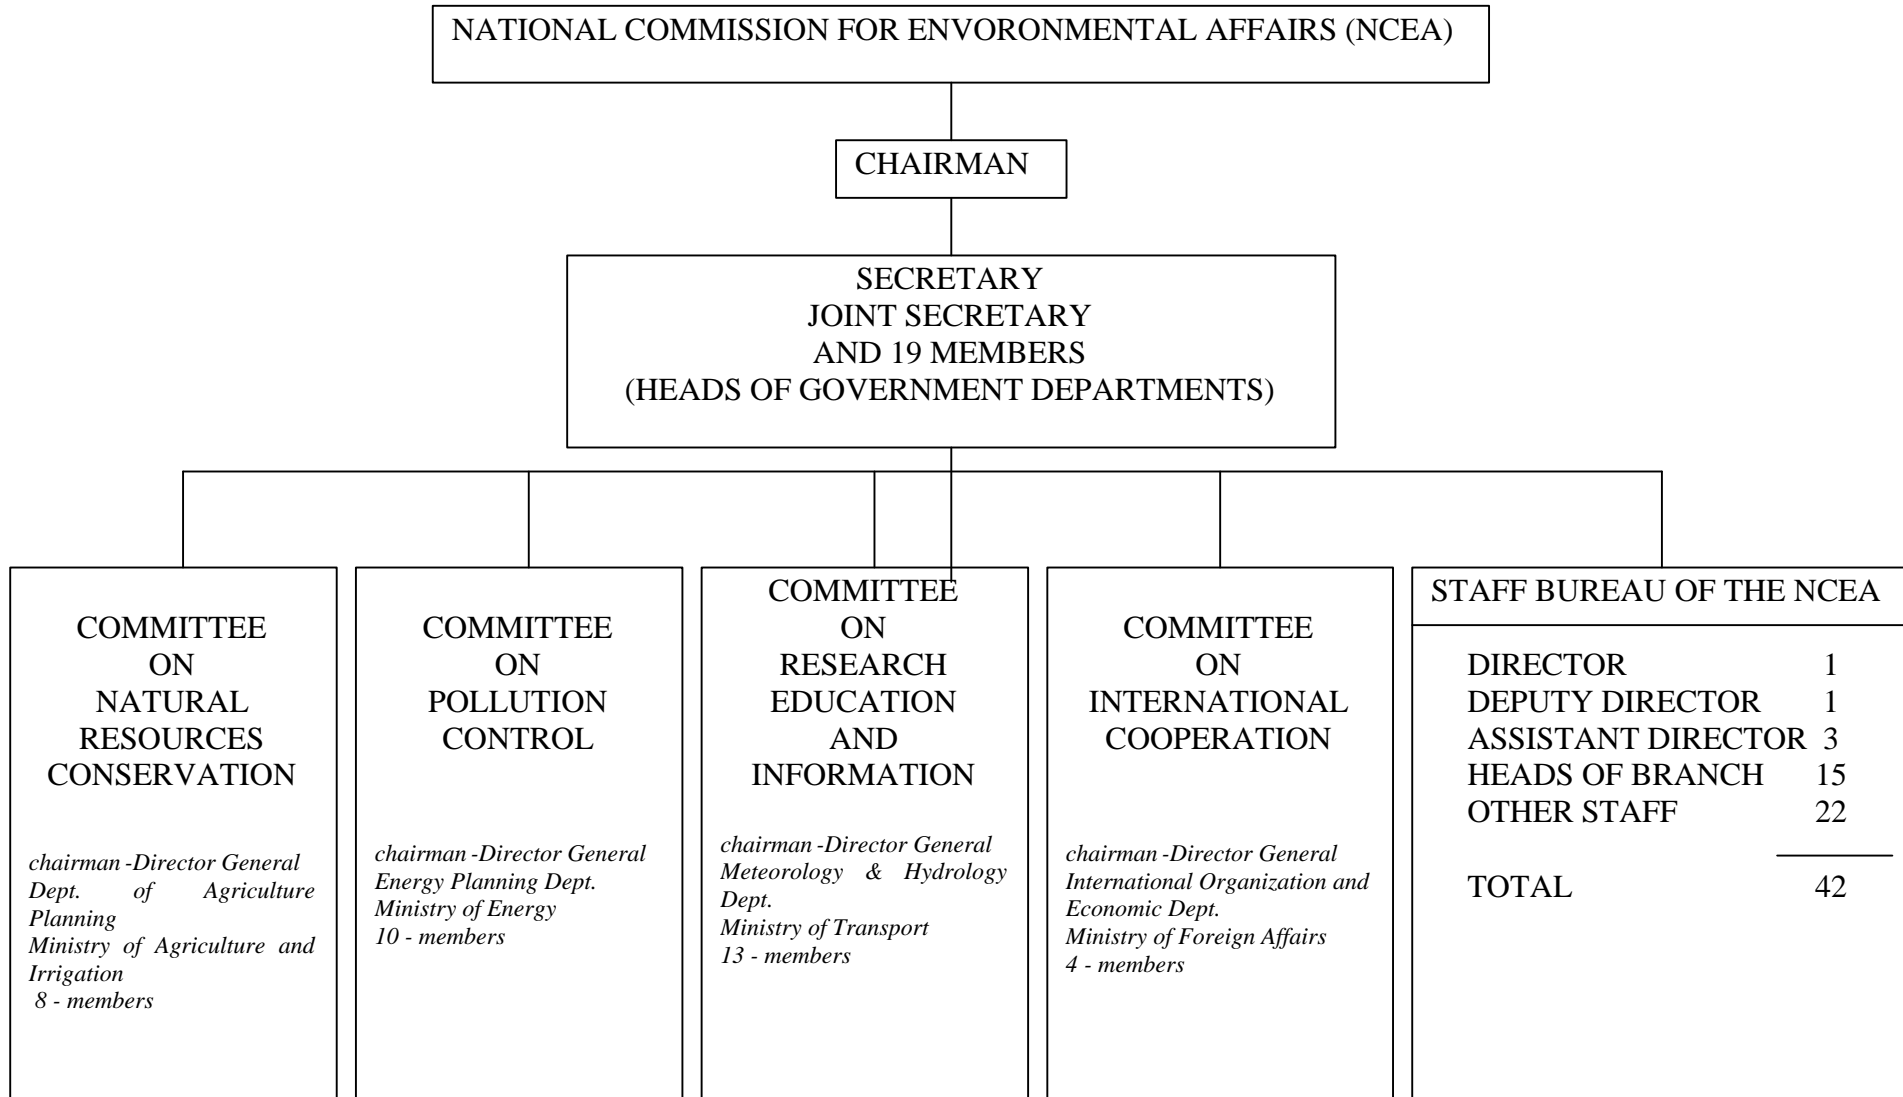 NATIONAL COMMISSION FOR ENVORONMENTAL AFFAIRS (NCEA)
CHAIRMAN
SECRETARY
JOINT SECRETARY
AND 19 MEMBERS
(HEADS OF GOVERNMENT DEPARTMENTS)
COMMITTEE
ON
NATURAL
RESOURCES
CONSERVATION
chairman -Director General
Dept. of Agriculture
Planning
Ministry of Agriculture and
Irrigation
8 - members
COMMITTEE
ON
POLLUTION
CONTROL
chairman -Director General
Energy Planning Dept.
Ministry of Energy
10 - members
COMMITTEE
ON
RESEARCH
EDUCATION
AND
INFORMATION
chairman -Director General
Meteorology & Hydrology
Dept.
Ministry of Transport
13 - members
COMMITTEE
ON
INTERNATIONAL
COOPERATION
chairman -Director General
International Organization and
Economic Dept.
Ministry of Foreign Affairs
4 - members
STAFF BUREAU OF THE NCEA
DIRECTOR 1
DEPUTY DIRECTOR 1
ASSISTANT DIRECTOR 3
HEADS OF BRANCH 15
OTHER STAFF 22
TOTAL 42